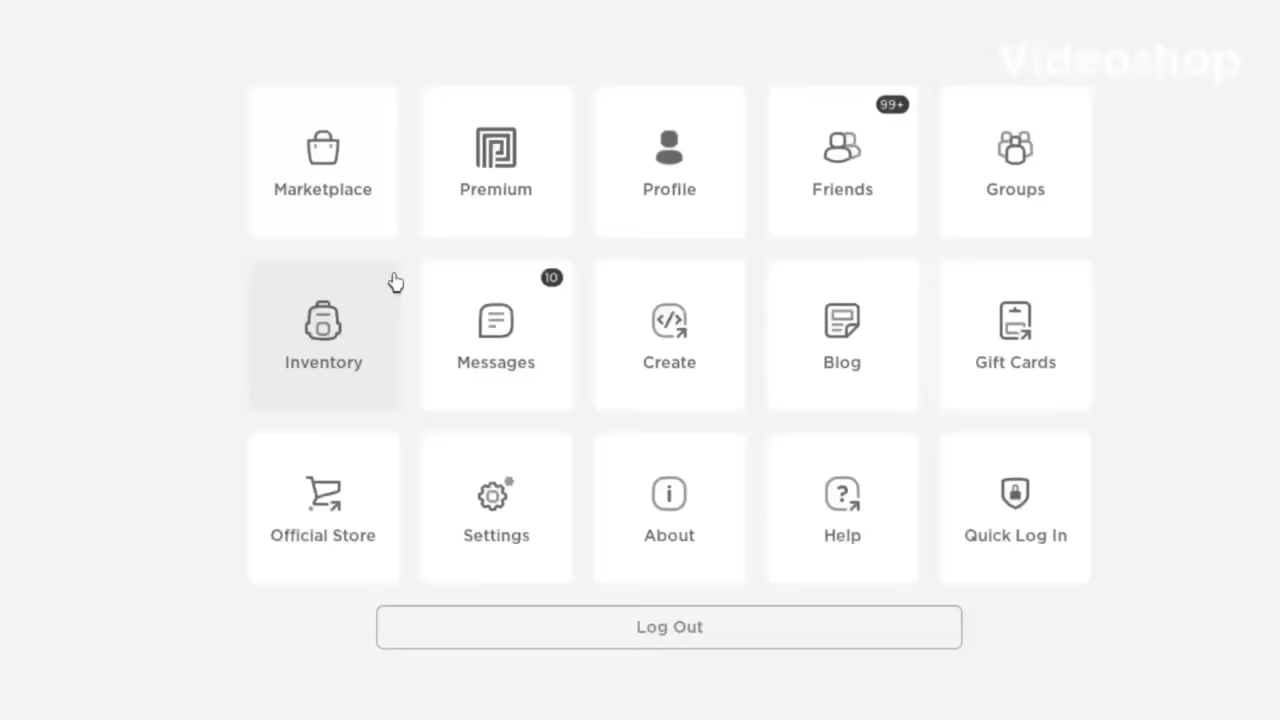 Videoshop
99+
Marketplace
Premium
Profile
Friends
Groups
10
Inventory
Messages
Create
Blog
Gift Cards
Official Store
Settings
About
Help
Quick Log In
Log Out